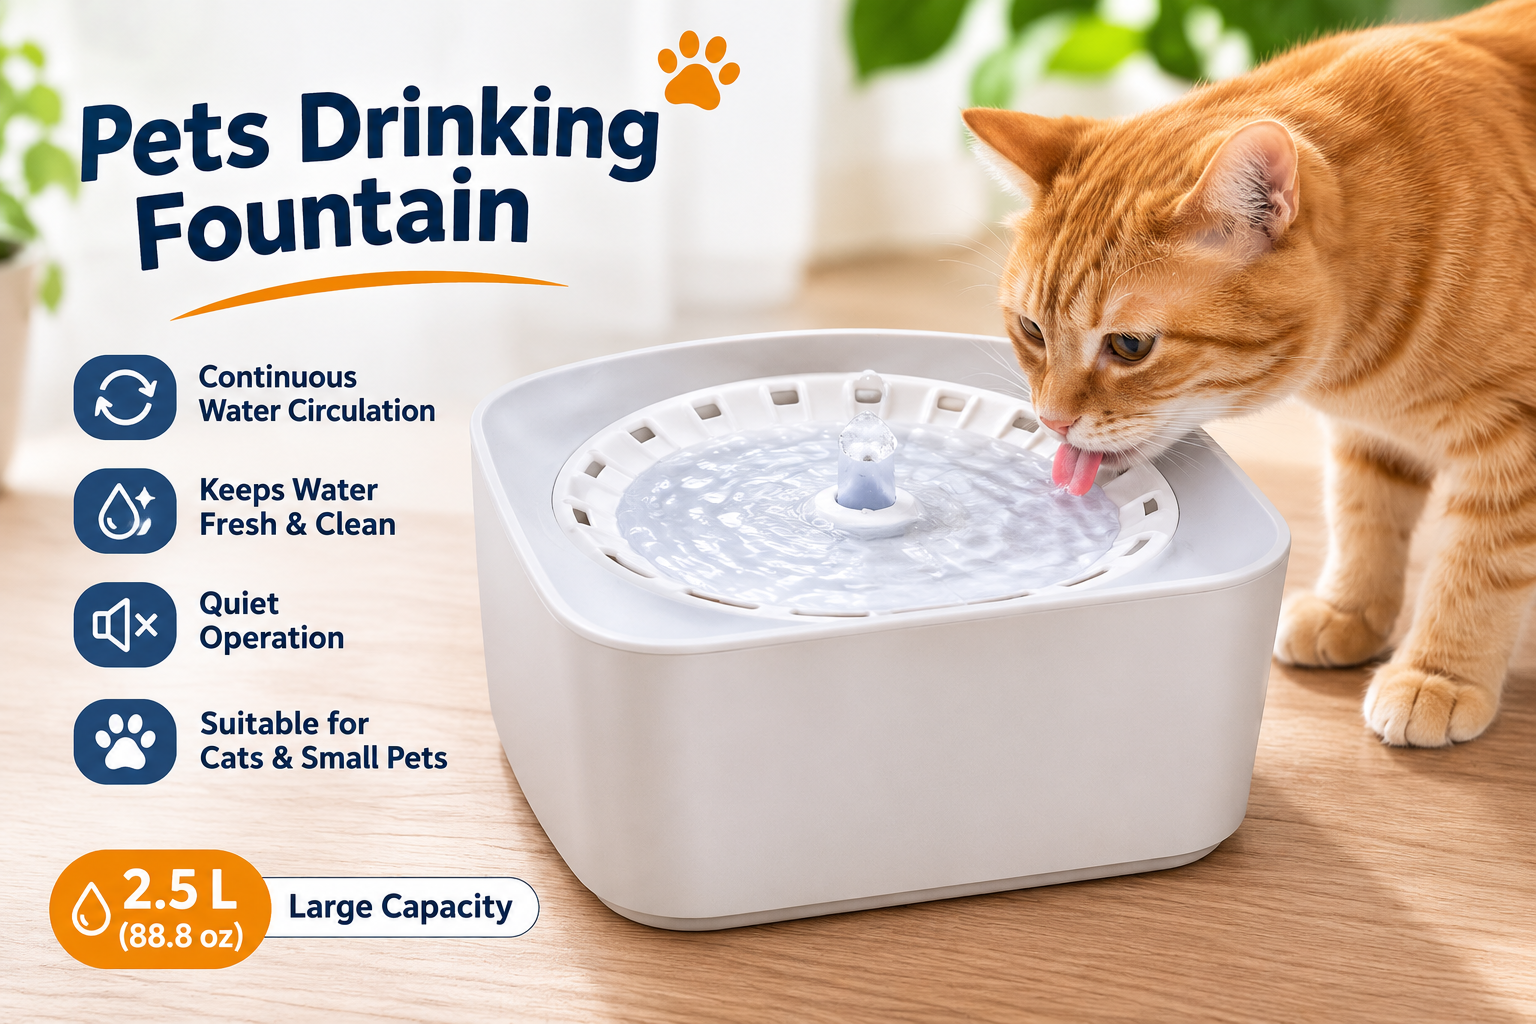 Pets Drinking
Fountain
Continuous
Water Circulation
Keeps Water
Fresh & Clean
Quiet
Operation
Suitable for
Cats & Small Pets
2.5 L
(88.8 oz)
Large Capacity